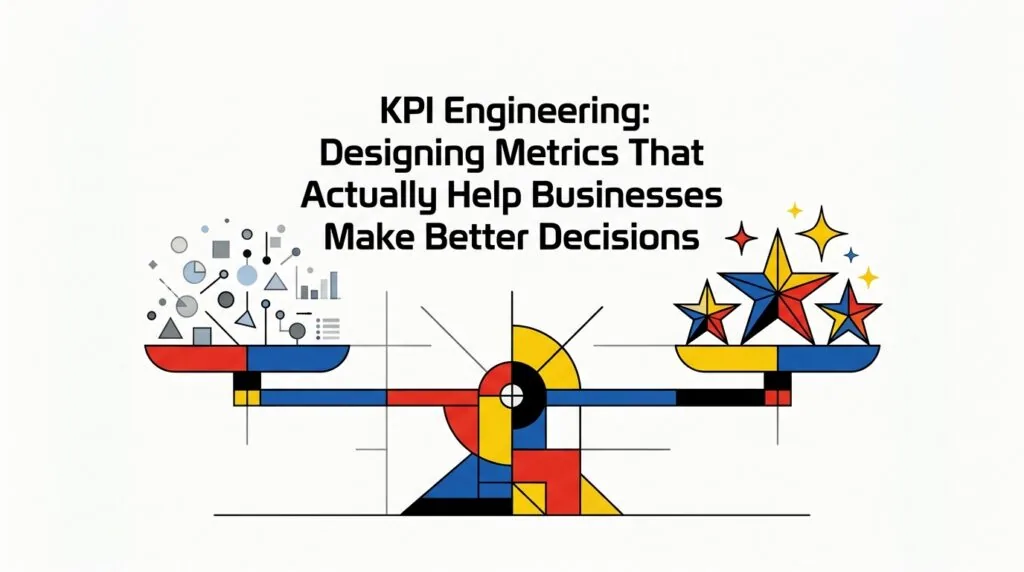 KPI Engineering:
Designing Metrics That
Actually Help Businesses
Make Better Decisions